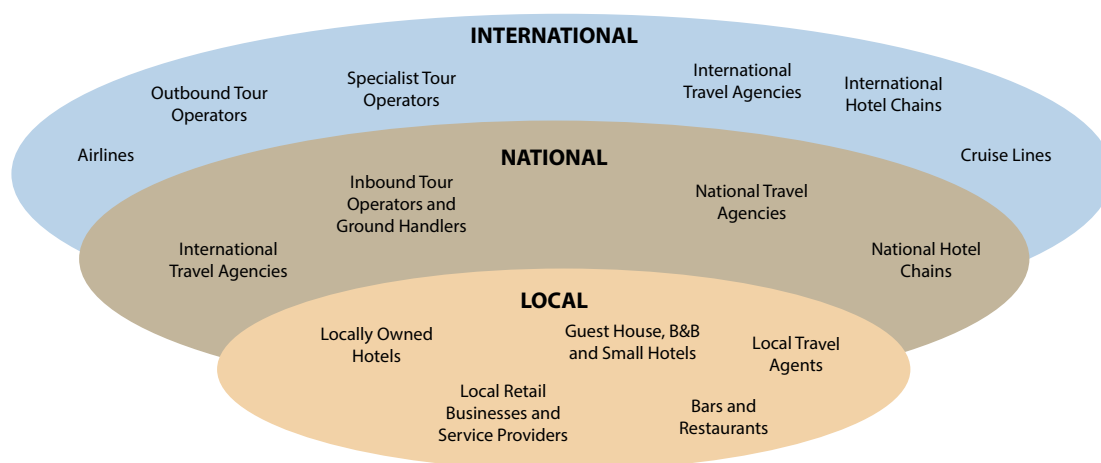 INTERNATIONAL
Outbound Tour
Operators
Specialist Tour
Operators
International
Travel Agencies
International
Hotel Chains
Airlines
Cruise Lines
NATIONAL
Inbound Tour
Operators and
Ground Handlers
National Travel
Agencies
International
Travel Agencies
National Hotel
Chains
LOCAL
Locally Owned
Hotels
Guest House, B&B
and Small Hotels
Local Travel
Agents
Local Retail
Businesses and
Service Providers
Bars and
Restaurants